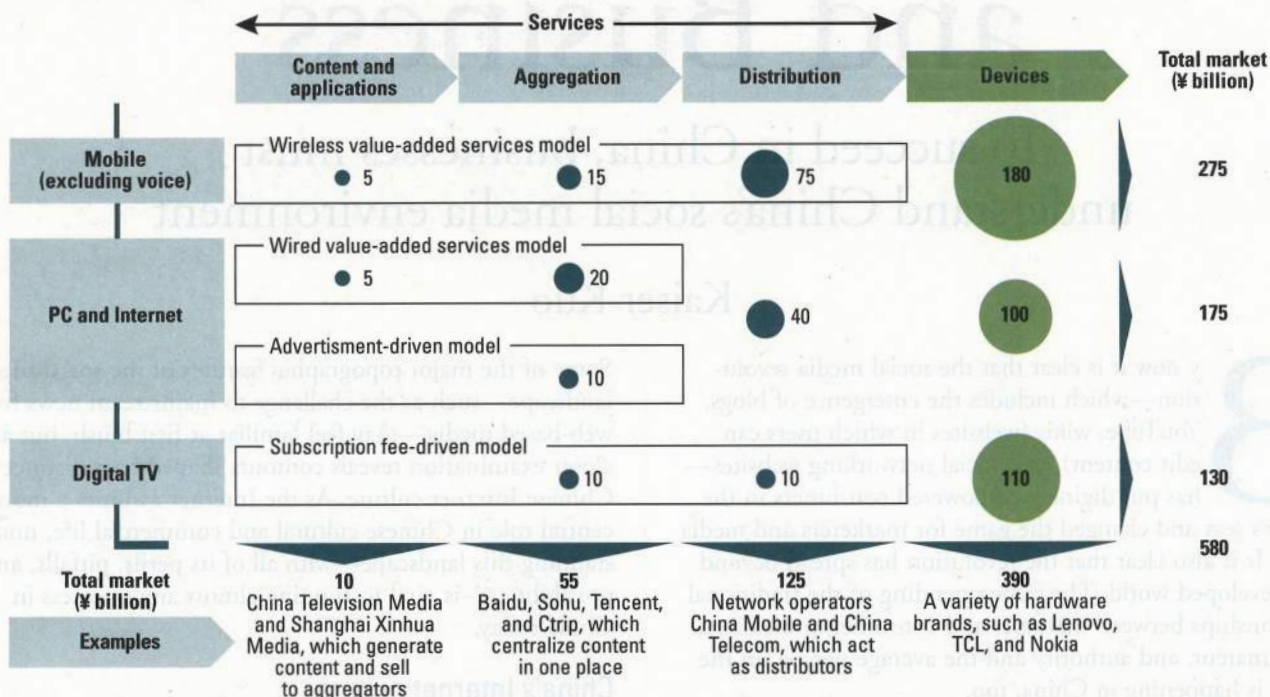 Services
Content and applications
Aggregation
Distribution
Devices
Total market
(¥ billion)
Mobile
(excluding voice)
Wireless value-added services model
5
15
75
180
275
PC and Internet
Wired value-added services model
5
20
40
100
175
Advertisment-driven model
10
Digital TV
Subscription fee-driven model
10
10
110
130
580
Total market
(¥ billion)
10
55
125
390
Examples
China Television Media
and Shanghai Xinhua
Media, which generate
content and sell
to aggregators
Baidu, Sohu, Tencent,
and Ctrip, which
centralize content
in one place
Network operators
China Mobile and China
Telecom, which act
as distributors
A variety of hardware
brands, such as Lenovo,
TCL, and Nokia